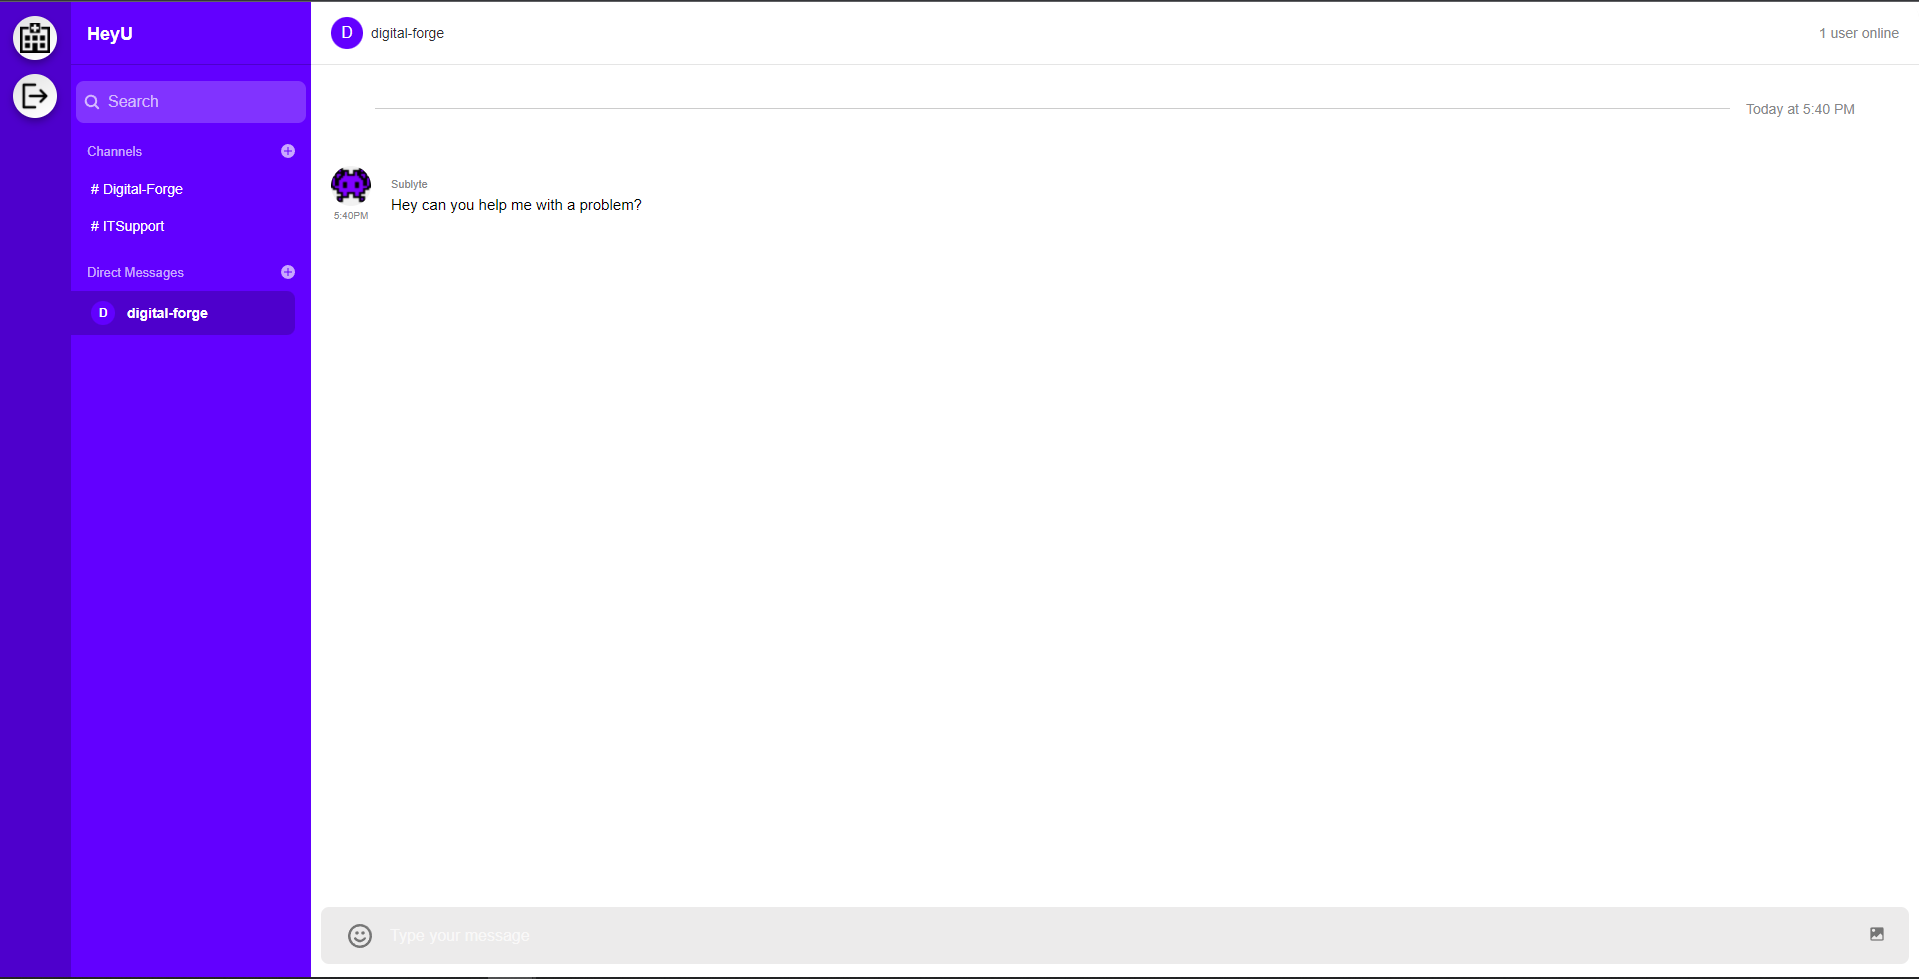 HeyU
Search
Channels
# Digital-Forge
# ITSupport
Direct Messages
D digital-forge
D digital-forge
1 user online
Today at 5:40 PM
Sublyte
Hey can you help me with a problem?
5:40PM
Type your message